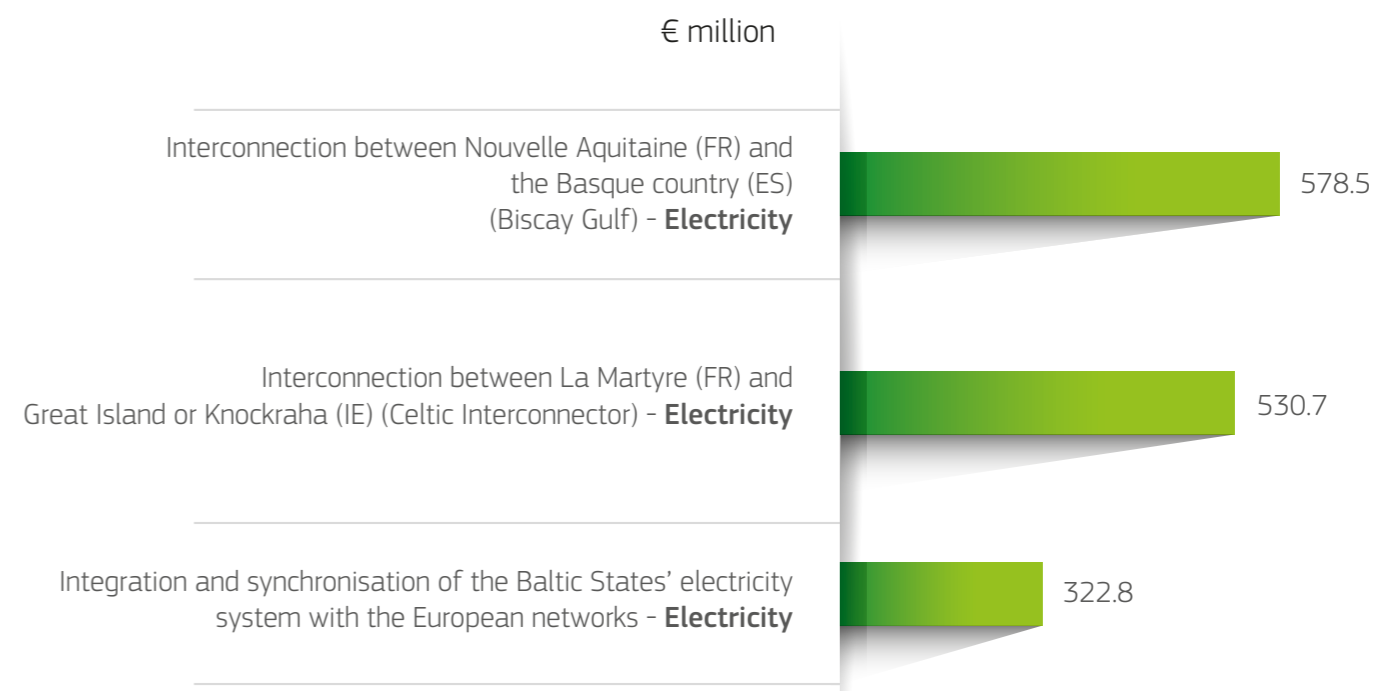 € million
Interconnection between Nouvelle Aquitaine (FR) and
the Basque country (ES)
(Biscay Gulf) - Electricity
578.5
Interconnection between La Martyre (FR) and
Great Island or Knockraha (IE) (Celtic Interconnector) - Electricity
530.7
Integration and synchronisation of the Baltic States’ electricity
system with the European networks - Electricity
322.8